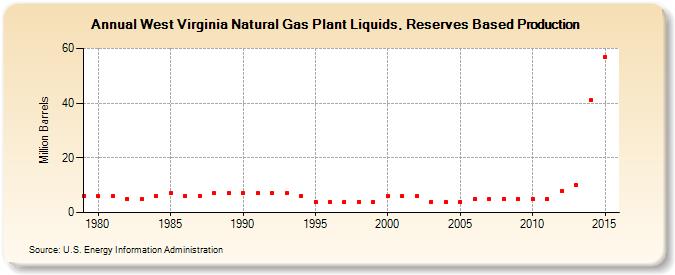 Annual West Virginia Natural Gas Plant Liquids, Reserves Based Production
Million Barrels
60
40
20
0
1980 1985 1990 1995 2000 2005 2010 2015
Source: U.S. Energy Information Administration